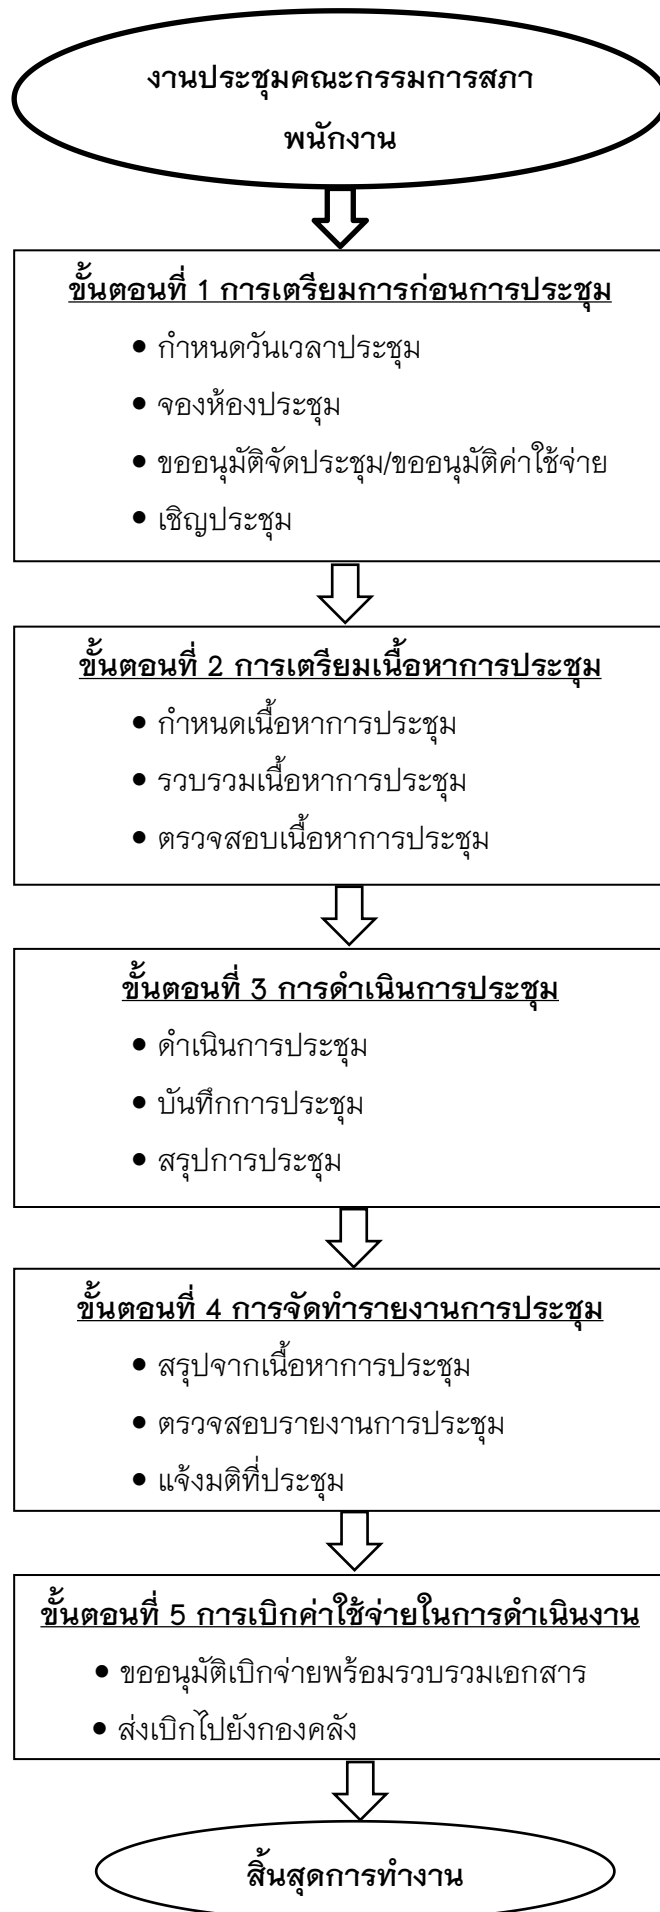 งานประชุมคณะกรรมการสภา
พนักงาน
ขั้นตอนที่ 1 การเตรียมการก่อนการประชุม
• กำหนดวันเวลาประชุม
• จองห้องประชุม
• ขออนุมัติจัดประชุม/ขออนุมัติค่าใช้จ่าย
• เชิญประชุม
ขั้นตอนที่ 2 การเตรียมเนื้อหาการประชุม
• กำหนดเนื้อหาการประชุม
• รวบรวมเนื้อหาการประชุม
• ตรวจสอบเนื้อหาการประชุม
ขั้นตอนที่ 3 การดำเนินการประชุม
• ดำเนินการประชุม
• บันทึกการประชุม
• สรุปการประชุม
ขั้นตอนที่ 4 การจัดทำรายงานการประชุม
• สรุปจากเนื้อหาการประชุม
• ตรวจสอบรายงานการประชุม
• แจ้งมติที่ประชุม
ขั้นตอนที่ 5 การเบิกค่าใช้จ่ายในการดำเนินงาน
• ขออนุมัติเบิกจ่ายพร้อมรวบรวมเอกสาร
• ส่งเบิกไปยังกองคลัง
สิ้นสุดการทำงาน